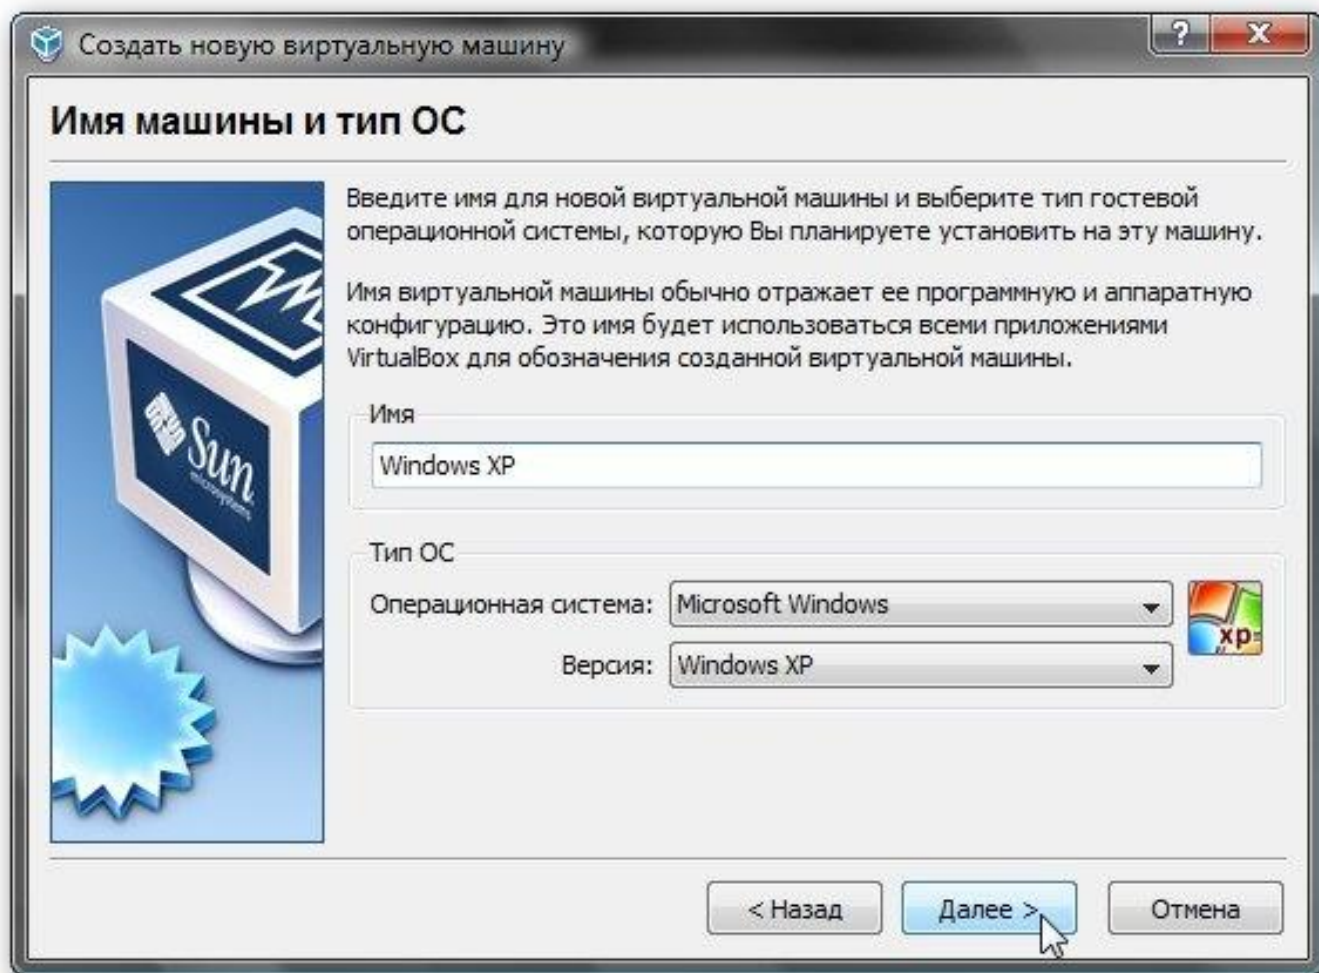 Создать новую виртуальную машину
Имя машины и тип ОС
Введите имя для новой виртуальной машины и выберите тип гостевой
операционной системы, которую Вы планируете установить на эту машину.
Имя виртуальной машины обычно отражает ее программную и аппаратную
конфигурацию. Это имя будет использоваться всеми приложениями
VirtualBox для обозначения созданной виртуальной машины.
Sun
microsystems
Имя
Windows XP
Тип ОС
Операционная система: Microsoft Windows
xp
Версия: Windows XP
< Назад Далее > Отмена